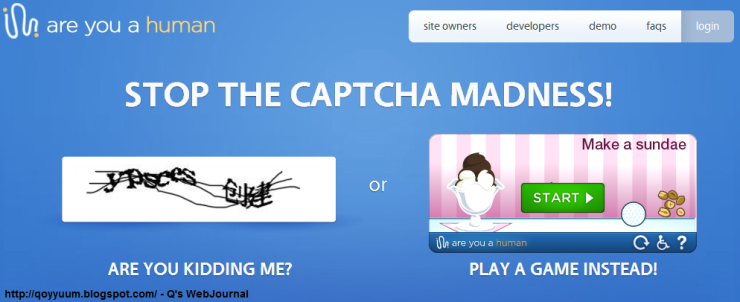 are you a human
site owners developers demo faqs login
STOP THE CAPTCHA MADNESS!
or
Make a sundae
START
are you a human ?
ARE YOU KIDDING ME?
PLAY A GAME INSTEAD!
http://qoyyuum.blogspot.com/ - Q's WebJournal